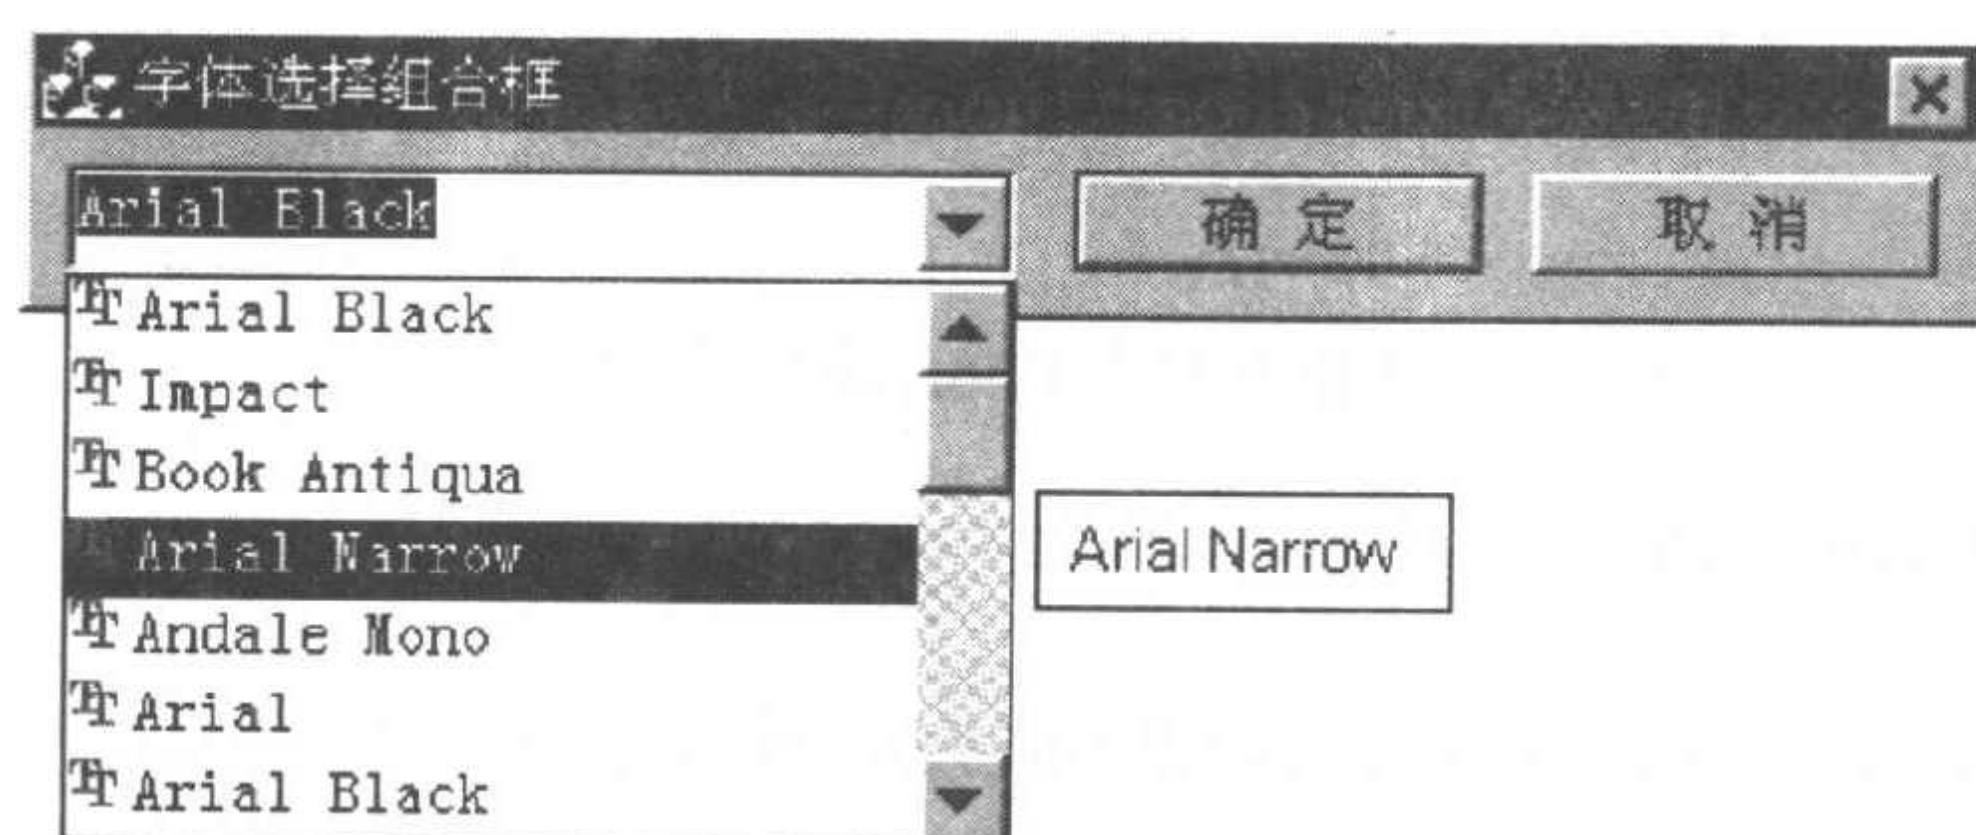 字体选择组合框
Arial Black
确定
取消
Arial Black
Impact
Book Antiqua
Arial Narrow
Arial Narrow
Andale Mono
Arial
Arial Black